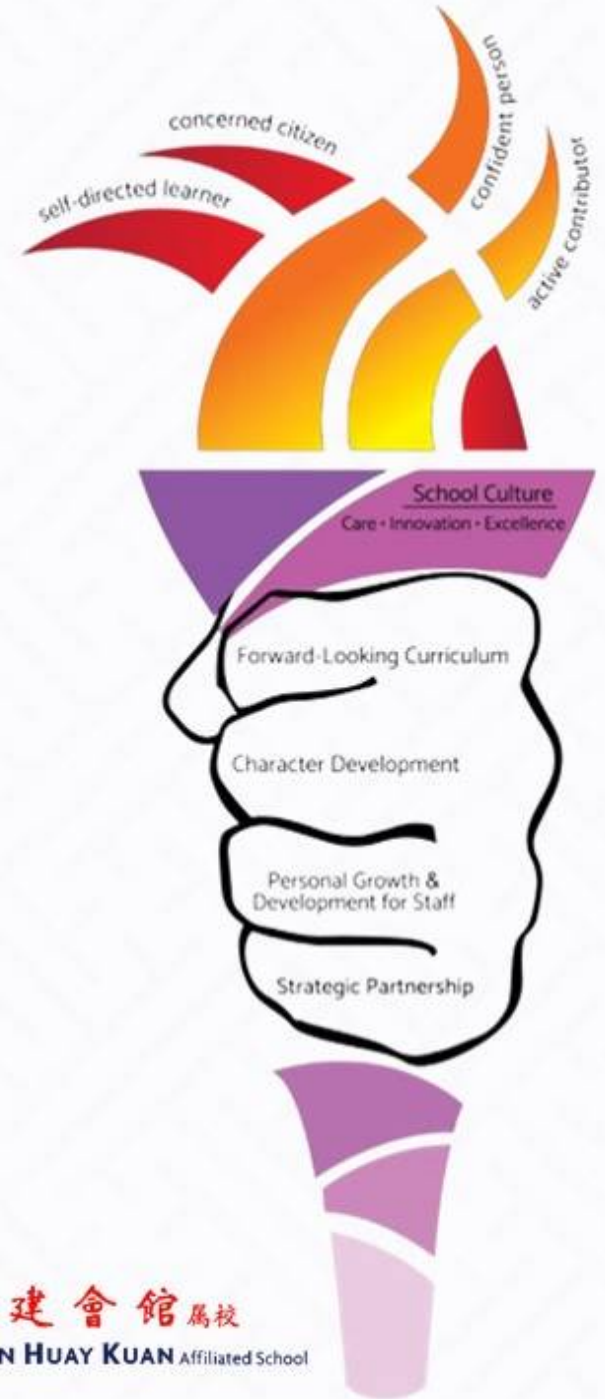 confident person
concerned citizen
self-directed learner
active contributor
School Culture
Care • Innovation • Excellence
Forward-Looking Curriculum
Character Development
Personal Growth &
Development for Staff
Strategic Partnership
建會館属校
N HUAY KUAN Affiliated School